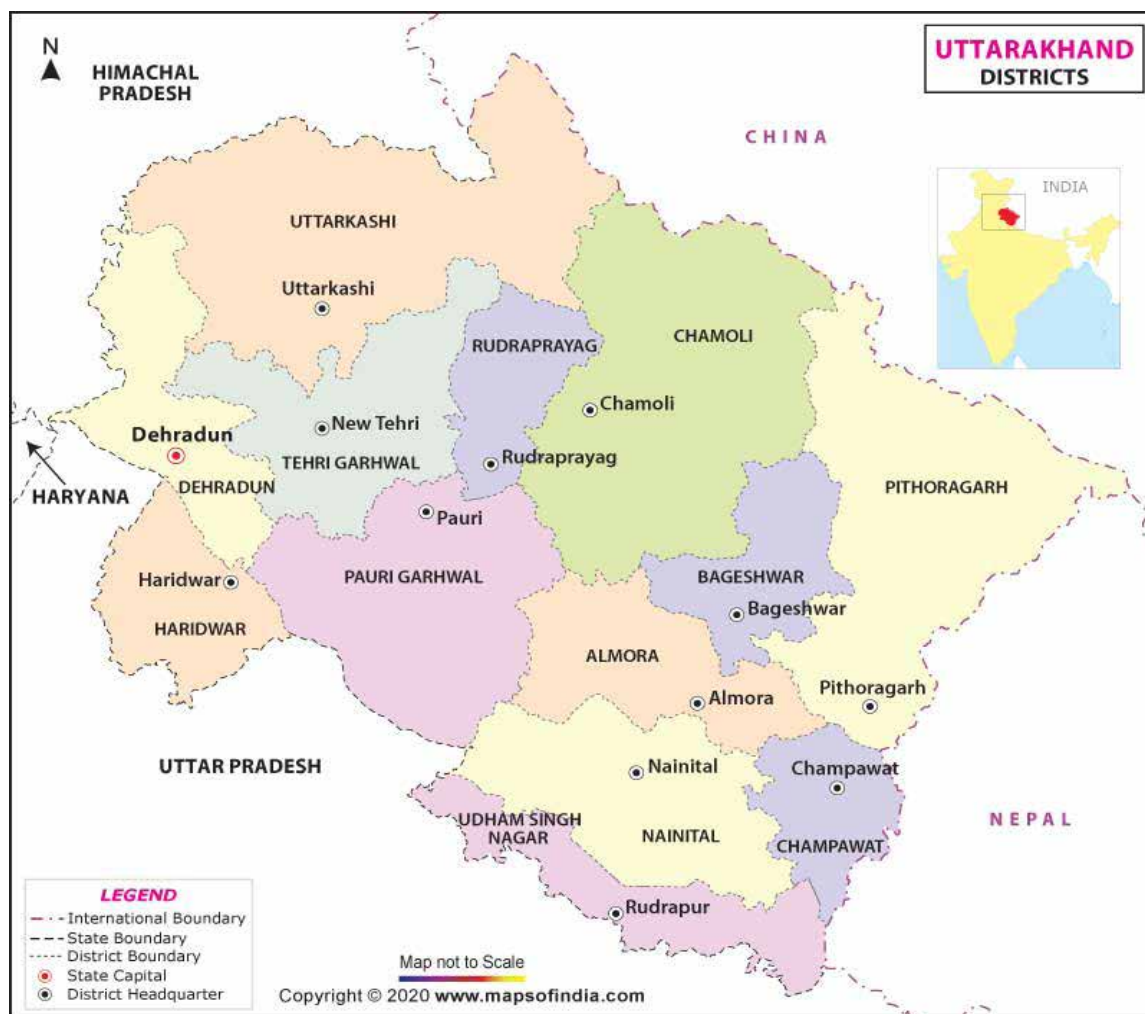 N
HIMACHAL
PRADESH
UTTARAKHAND
DISTRICTS
CHINA
INDIA
UTTARKASHI
Uttarkashi
RUDRAPRAYAG
CHAMOLI
Chamoli
New Tehri
Dehradun
TEHRI GARHWAL
Rudraprayag
DEHRADUN
HARYANA
PITHORAGARH
Pauri
Haridwar
PAURI GARHWAL
BAGESHWAR
Bageshwar
HARIDWAR
ALMORA
Almora
Pithoragarh
UTTAR PRADESH
Nainital
Champawat
UDHAM SINGH
NAGAR
NAINITAL
CHAMPAWAT
NEPAL
Rudrapur
LEGEND
International Boundary
State Boundary
District Boundary
State Capital
District Headquarter
Map not to Scale
Copyright © 2020 www.mapsofindia.com